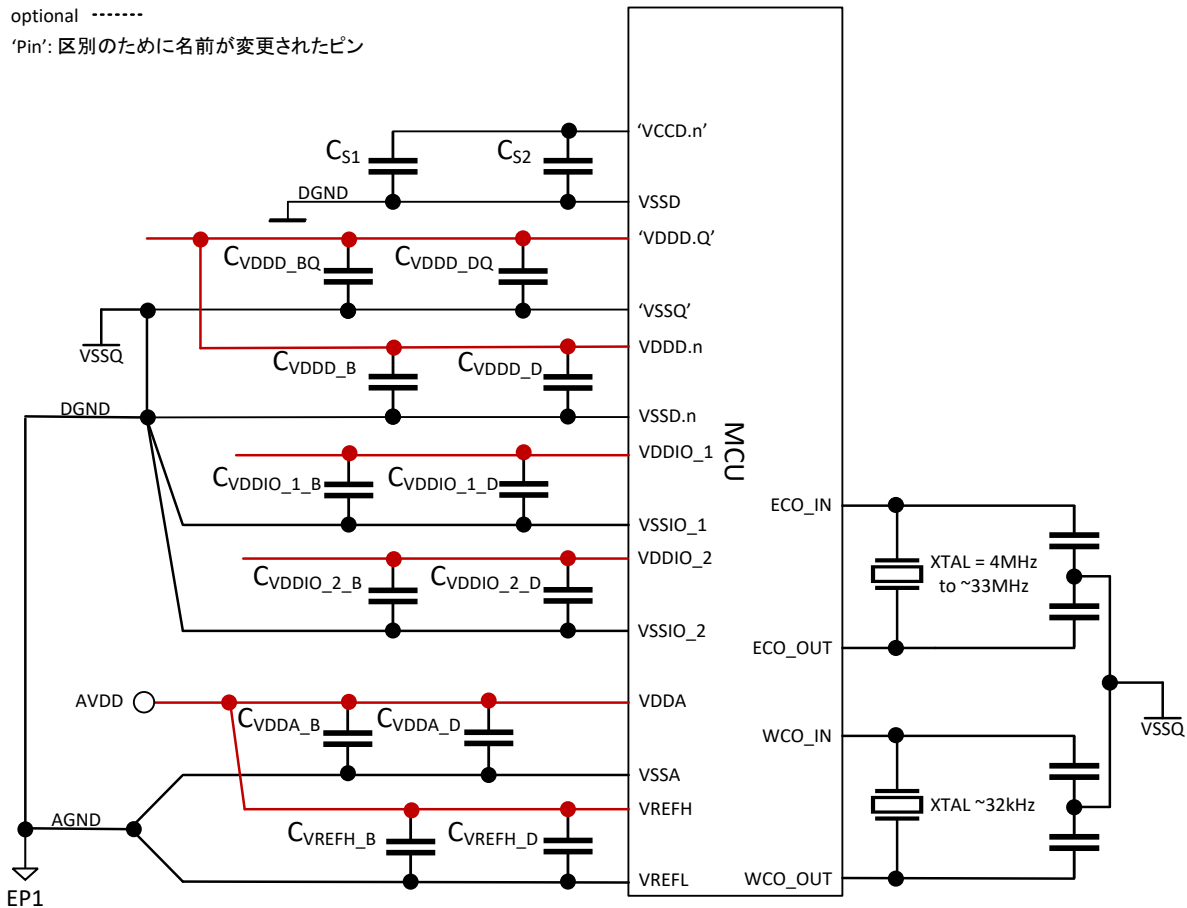 optional -------
‘Pin’: 区別のために名前が変更されたピン
‘VCCD.n’
CS1
CS2
DGND
VSSD
‘VDDD.Q’
CVDDD_BQ
CVDDD_DQ
‘VSSQ’
VSSQ
VDDD.n
CVDDD_B
CVDDD_D
DGND
VSSD.n
MCU
VDDIO_1
CVDDIO_1_B
CVDDIO_1_D
VSSIO_1
VDDIO_2
CVDDIO_2_B
CVDDIO_2_D
VSSIO_2
AVDD
VDDA
CVDDA_B
CVDDA_D
VSSA
VREFH
AGND
CVREFH_B
CVREFH_D
VREFL
EP1
ECO_IN
XTAL = 4MHz
to ~33MHz
ECO_OUT
VSSQ
WCO_IN
XTAL ~32kHz
WCO_OUT